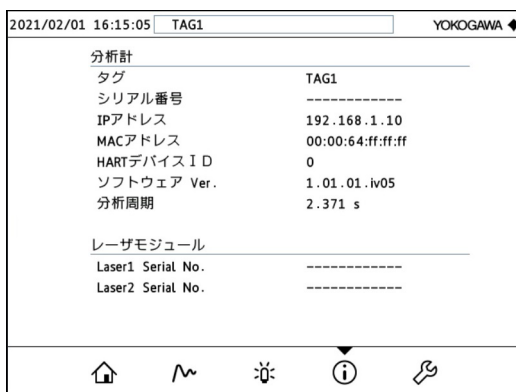 2021/02/01 16:15:05 TAG1 YOKOGAWA
分析計
タグ TAG1
シリアル番号 ------------
IPアドレス 192.168.1.10
MACアドレス 00:00:64:ff:ff:ff
HARTデバイスＩＤ 0
ソフトウェア Ver. 1.01.01.iv05
分析周期 2.371 s
レーザモジュール
Laser1 Serial No. ------------
Laser2 Serial No. ------------